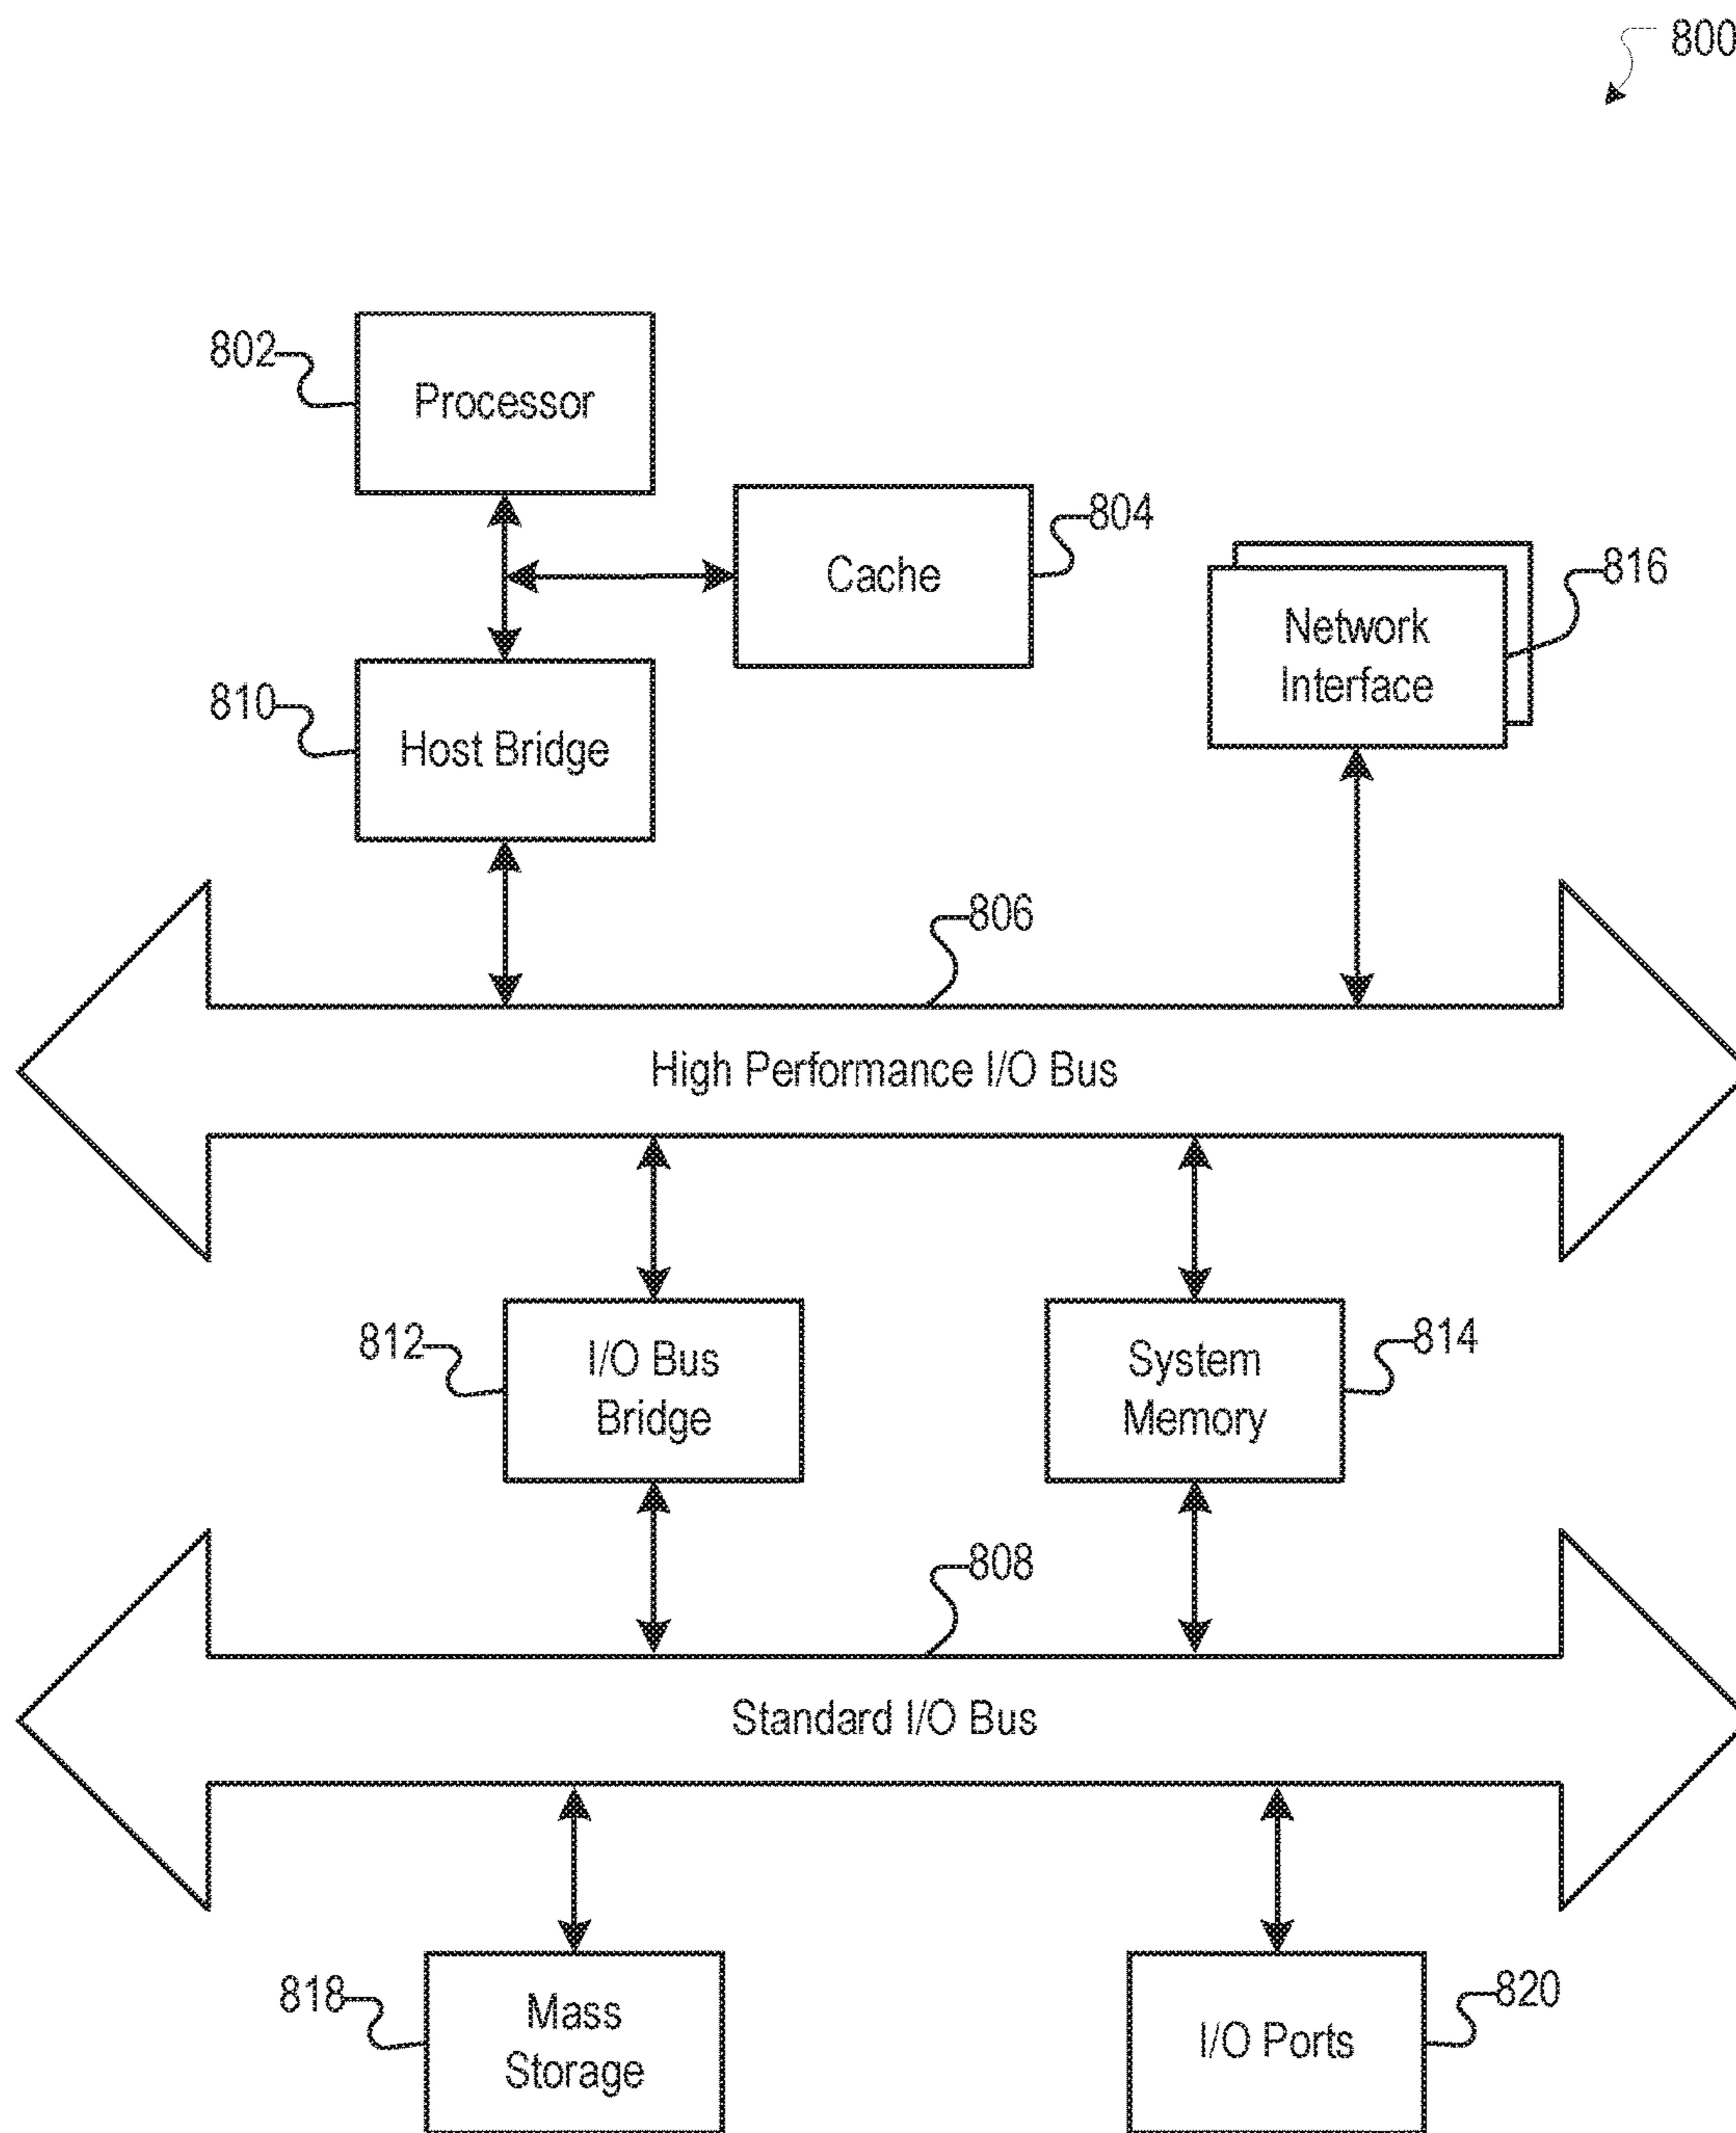 800
802
Processor
804
Cache
816
Network
Interface
810
Host Bridge
806
High Performance I/O Bus
812
I/O Bus
Bridge
System
Memory
814
808
Standard I/O Bus
818
Mass
Storage
I/O Ports
820